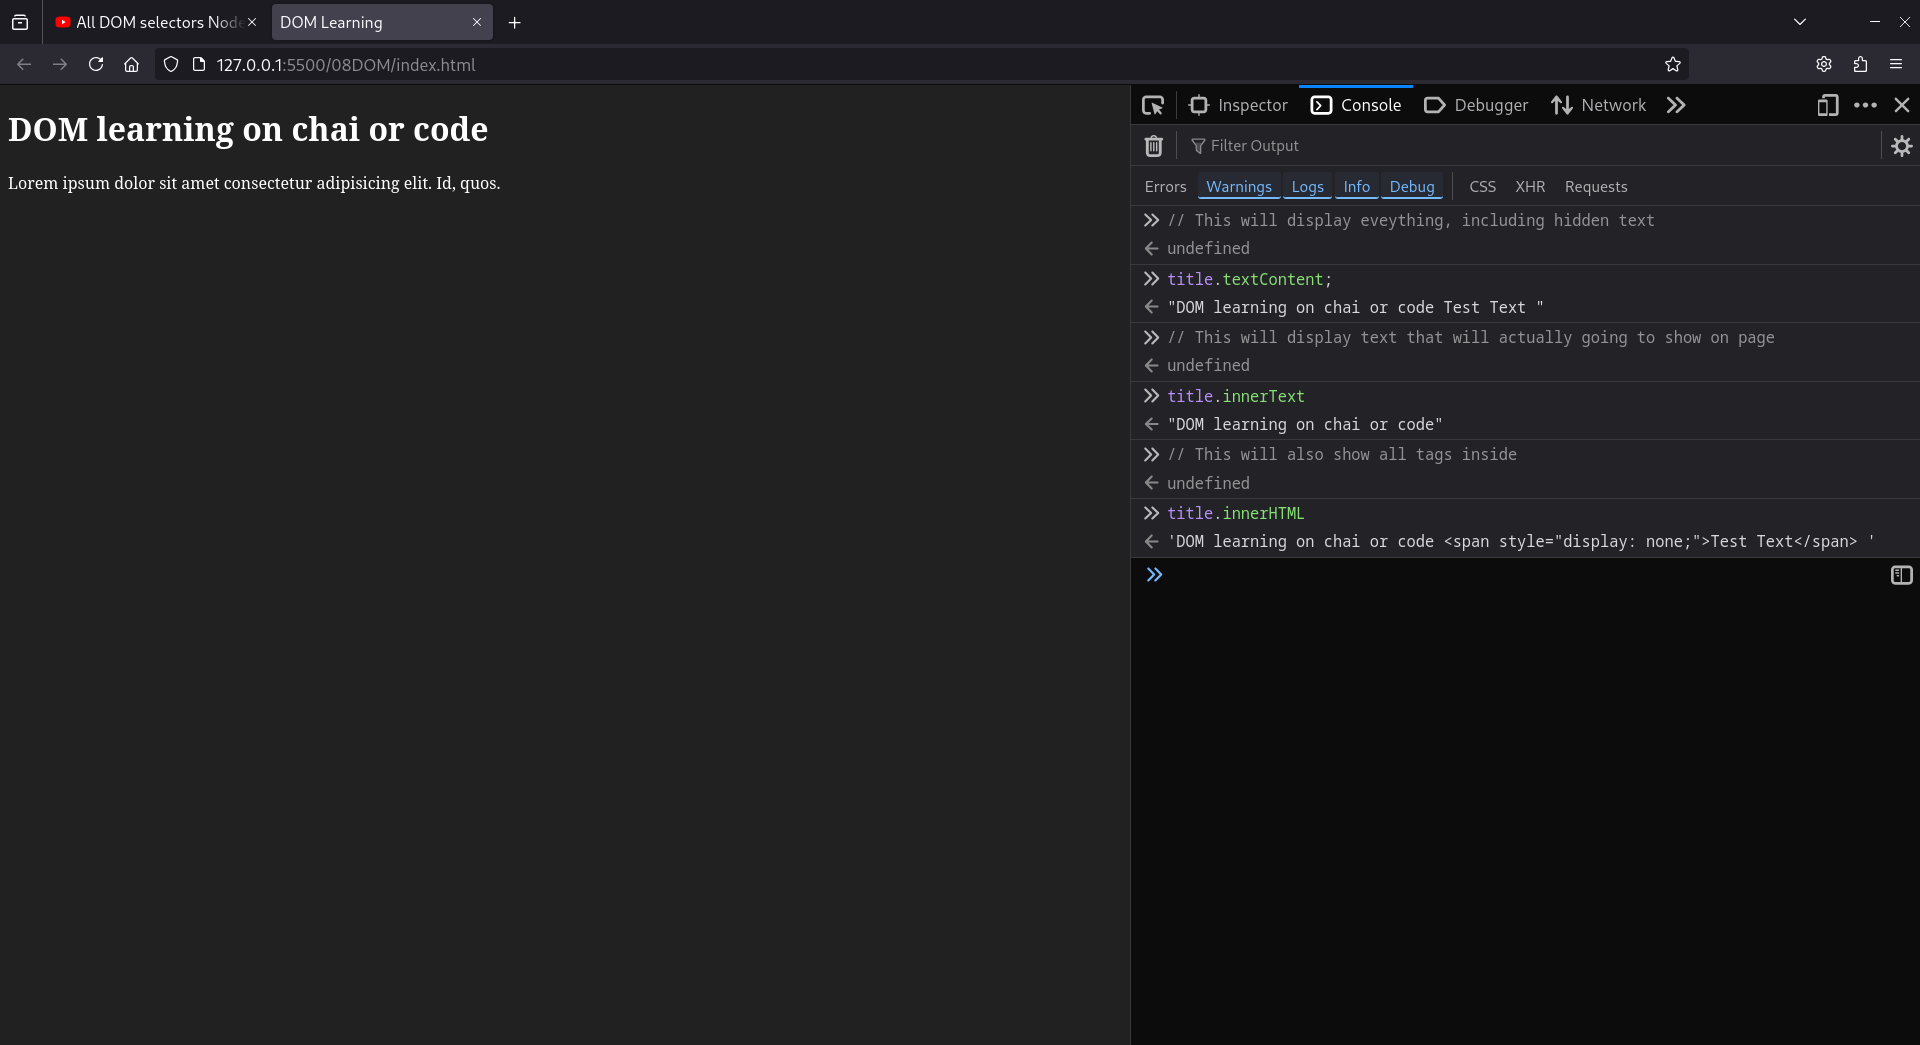 All DOM selectors Node
DOM Learning
127.0.0.1:5500/08DOM/index.html
DOM learning on chai or code
Lorem ipsum dolor sit amet consectetur adipisicing elit. Id, quos.
Inspector Console Debugger Network
Filter Output
Errors Warnings Logs Info Debug CSS XHR Requests
// This will display eveything, including hidden text
undefined
title.textContent;
"DOM learning on chai or code Test Text "
// This will display text that will actually going to show on page
undefined
title.innerText
"DOM learning on chai or code"
// This will also show all tags inside
undefined
title.innerHTML
'DOM learning on chai or code <span style="display: none;">Test Text</span> '